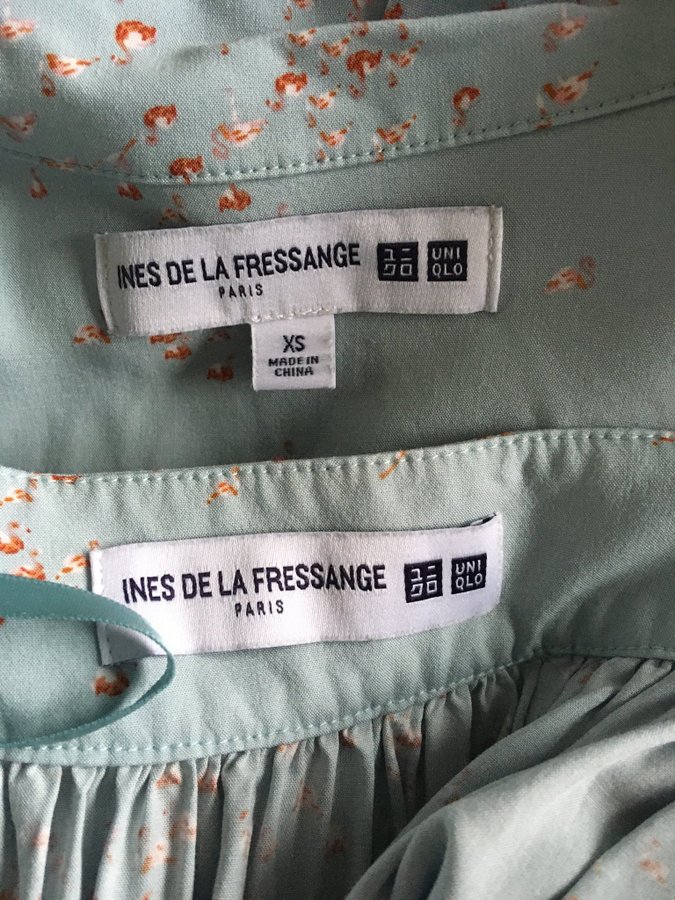 INES DE LA FRESSANGE ユニ UNI
クロ QLO
PARIS
XS
MADE IN
CHINA
INES DE LA FRESSANGE ユニ UNI
クロ QLO
PARIS